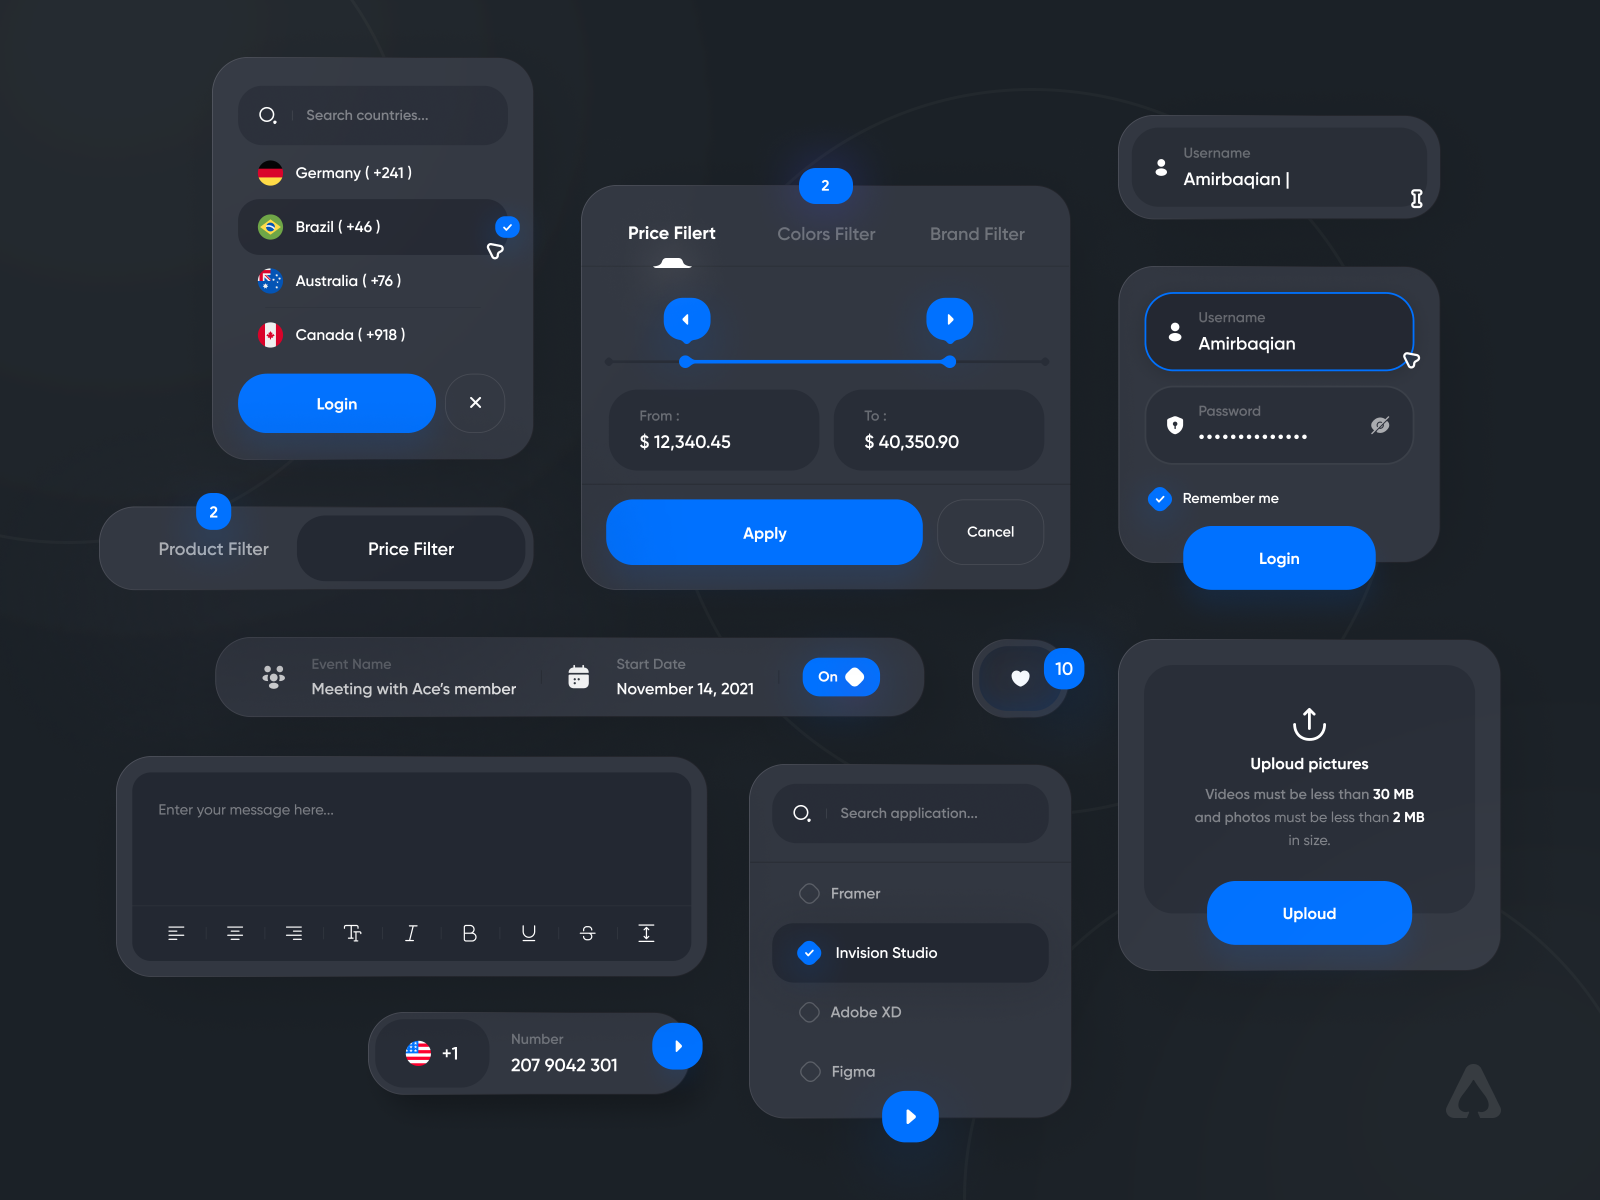 Search countries...
Germany ( +241 )
Brazil ( +46 )
Australia ( +76 )
Canada ( +918 )
Login
2
Price Filert
Colors Filter
Brand Filter
From :
$ 12,340.45
To :
$ 40,350.90
Apply
Cancel
Username
Amirbaqian |
Username
Amirbaqian
Password
Remember me
Login
2
Product Filter
Price Filter
Event Name
Meeting with Ace's member
Start Date
November 14, 2021
On
10
Enter your message here...
Search application...
Framer
Invision Studio
Adobe XD
Figma
Uploud pictures
Videos must be less than 30 MB
and photos must be less than 2 MB
in size.
Uploud
+1
Number
207 9042 301